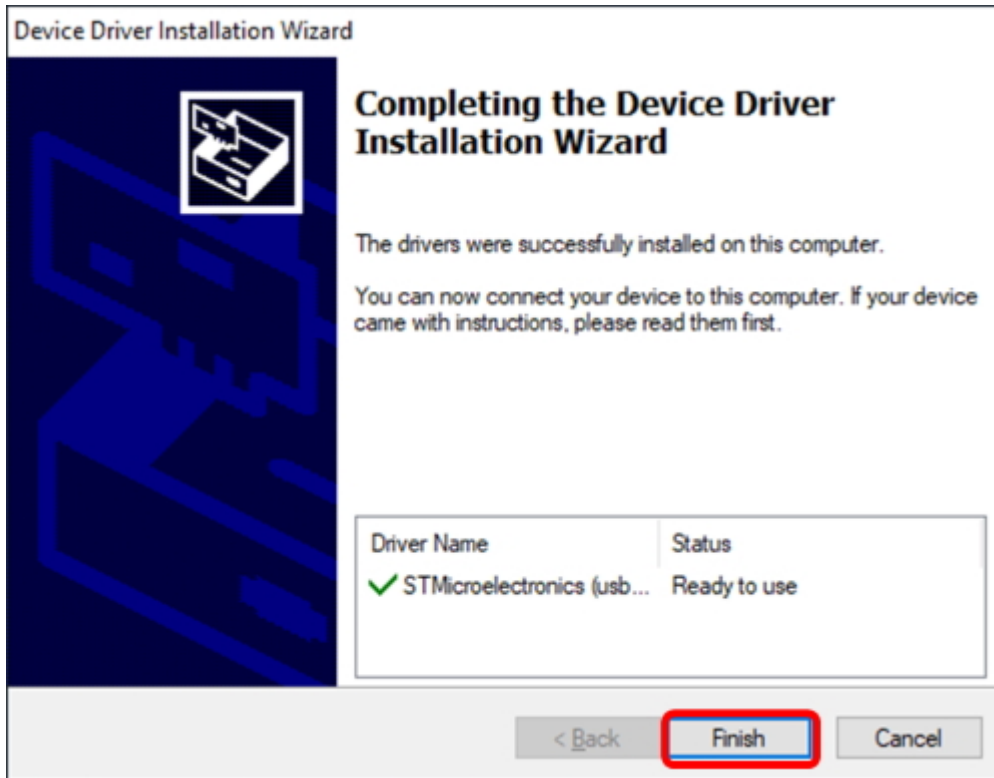 Device Driver Installation Wizard
Completing the Device Driver
Installation Wizard
The drivers were successfully installed on this computer.
You can now connect your device to this computer. If your device
came with instructions, please read them first.
Driver Name Status
STMicroelectronics (usb... Ready to use
< Back Finish Cancel